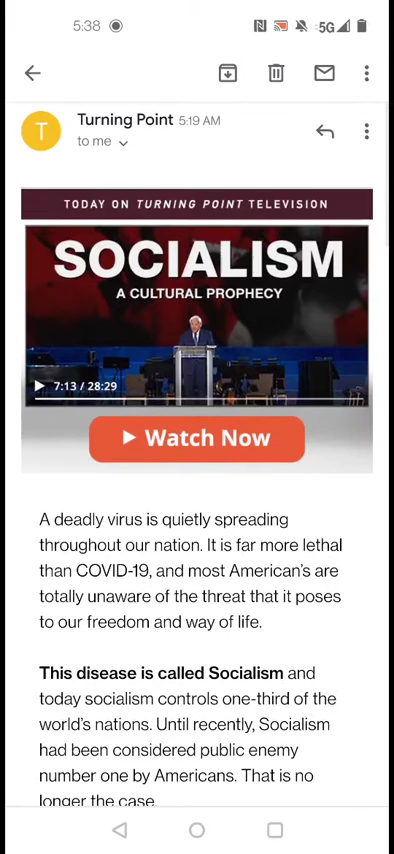 5:38
5G
Turning Point 5:19 AM
T
to me
TODAY ON TURNING POINT TELEVISION
SOCIALISM
A CULTURAL PROPHECY
7:13 / 28:29
Watch Now
A deadly virus is quietly spreading
throughout our nation. It is far more lethal
than COVID-19, and most American's are
totally unaware of the threat that it poses
to our freedom and way of life.
This disease is called Socialism and
today socialism controls one-third of the
world's nations. Until recently, Socialism
had been considered public enemy
number one by Americans. That is no
longer the case.